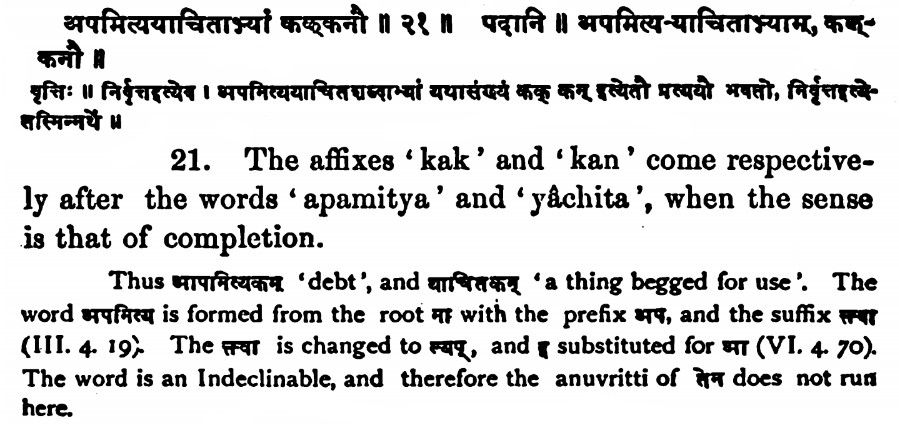 अपमित्ययाचिताभ्यां कक्कनौ ॥ २१ ॥ पदानि ॥ अपमित्य-याचिताभ्याम्, कक्-
कनौ ॥
वृत्तिः ॥ निर्वृत्तइत्येव । अपमित्ययाचितशब्दाभ्यां यथासंख्यं कक् कन् इत्येतौ प्रत्ययौ भवतो, निर्वृत्तइत्ये-
तस्मिन्नर्थे ॥
21. The affixes ‘kak’ and ‘kan’ come respective-
ly after the words ‘apamitya’ and ‘yâchita’, when the sense
is that of completion.
Thus आपमित्यकम् ‘debt’, and याचितकम् ‘a thing begged for use’. The
word अपमित्य is formed from the root मा with the prefix अप, and the suffix क्त्वा
(III. 4. 19). The क्त्वा is changed to ल्यप्, and इ substituted for आ (VI. 4. 70).
The word is an Indeclinable, and therefore the anuvritti of तेन does not run
here.